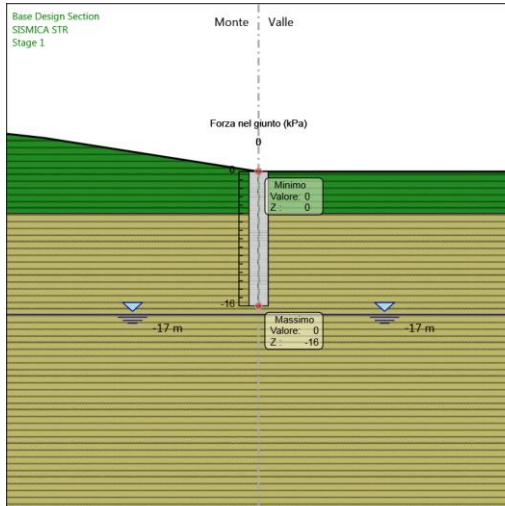 Base Design Section
SISMICA STR
Stage 1
Monte
Valle
Forza nel giunto (kPa)
0
0
Minimo
Valore: 0
Z : 0
-16
Massimo
Valore: 0
Z : -16
-17 m
-17 m